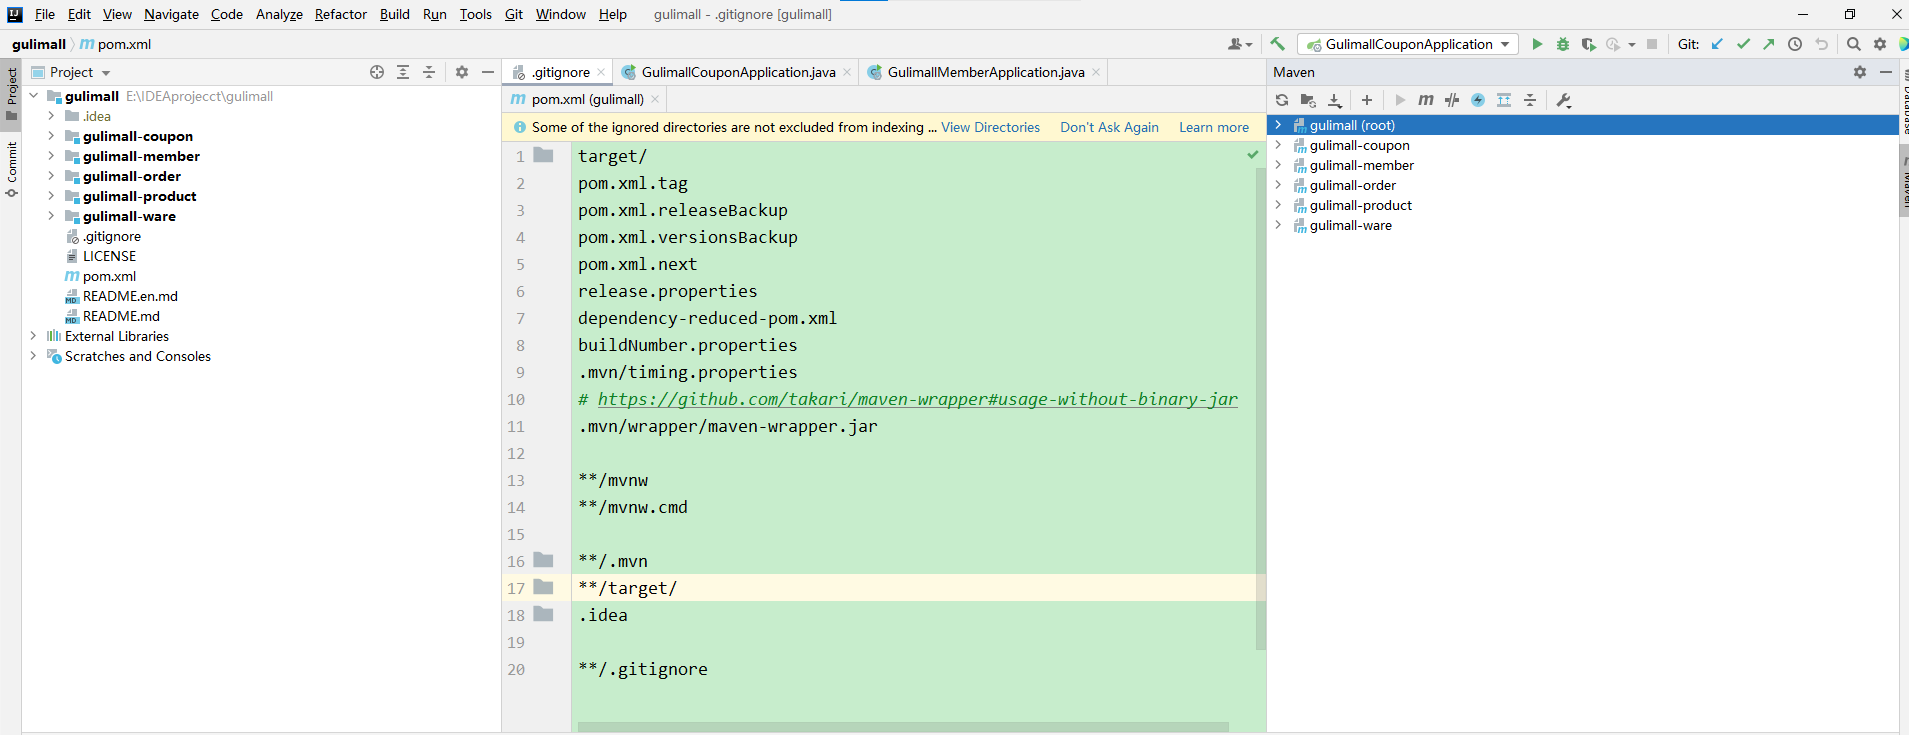 File Edit View Navigate Code Analyze Refactor Build Run Tools Git Window Help gulimall - .gitignore [gulimall]
gulimall pom.xml
GulimallCouponApplication
Git:
Project
Commit
Project
gulimall E:\IDEAprojecct\gulimall
.idea
gulimall-coupon
gulimall-member
gulimall-order
gulimall-product
gulimall-ware
.gitignore
LICENSE
pom.xml
README.en.md
README.md
External Libraries
Scratches and Consoles
.gitignore GulimallCouponApplication.java GulimallMemberApplication.java
pom.xml (gulimall)
Some of the ignored directories are not excluded from indexing ... View Directories Don't Ask Again Learn more
1 target/
2 pom.xml.tag
3 pom.xml.releaseBackup
4 pom.xml.versionsBackup
5 pom.xml.next
6 release.properties
7 dependency-reduced-pom.xml
8 buildNumber.properties
9 .mvn/timing.properties
10 # https://github.com/takari/maven-wrapper#usage-without-binary-jar
11 .mvn/wrapper/maven-wrapper.jar
12
13 **/mvnw
14 **/mvnw.cmd
15
16 **/.mvn
17 **/target/
18 .idea
19
20 **/.gitignore
Maven
gulimall (root)
gulimall-coupon
gulimall-member
gulimall-order
gulimall-product
gulimall-ware
Database